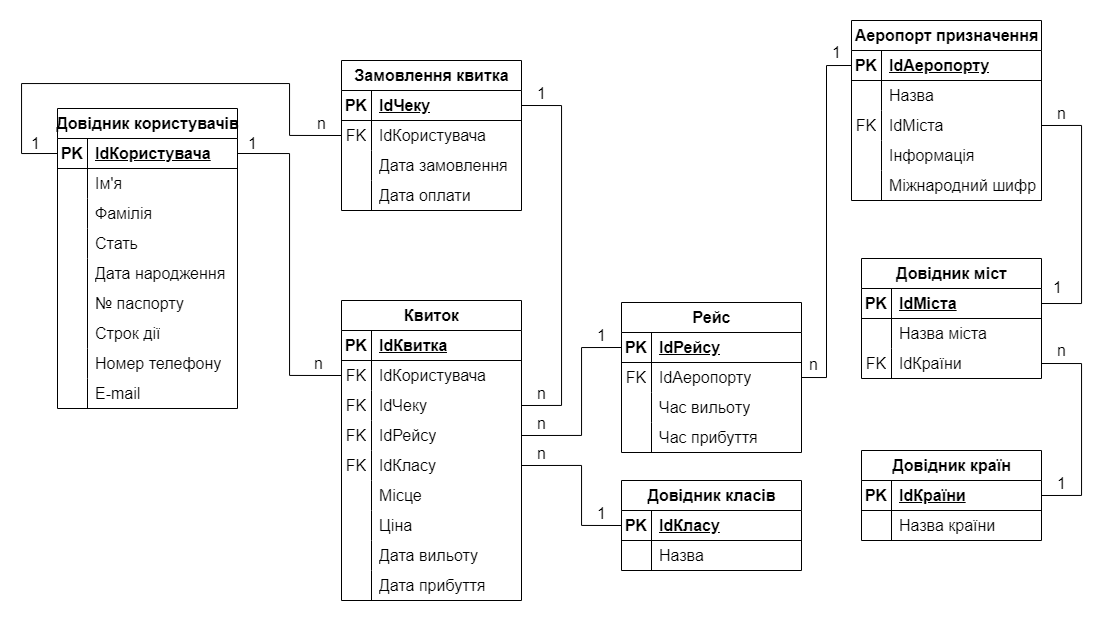 Довідник користувачів
PK IdКористувача
Ім'я
Фамілія
Стать
Дата народження
№ паспорту
Строк дії
Номер телефону
E-mail
1
1
n
n
Замовлення квитка
PK IdЧеку
FK IdКористувача
Дата замовлення
Дата оплати
1
Квиток
PK IdКвитка
FK IdКористувача
FK IdЧеку
FK IdРейсу
FK IdКласу
Місце
Ціна
Дата вильоту
Дата прибуття
n
n
n
1
1
Рейс
PK IdРейсу
FK IdАеропорту
Час вильоту
Час прибуття
n
Довідник класів
PK IdКласу
Назва
1
Аеропорт призначення
PK IdАеропорту
Назва
FK IdМіста
Інформація
Міжнародний шифр
n
1
Довідник міст
PK IdМіста
Назва міста
FK IdКраїни
n
1
Довідник країн
PK IdКраїни
Назва країни